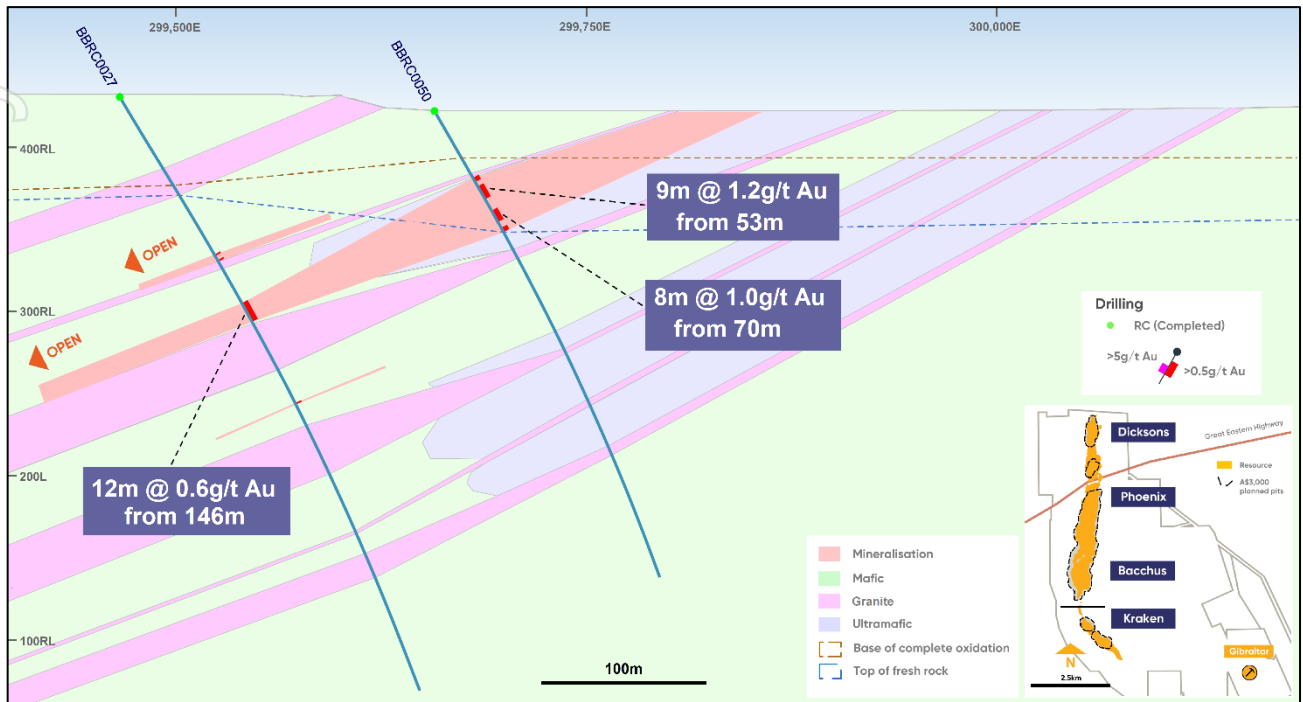 299,500E
299,750E
300,000E
BBRC0027
BBRC0050
400RL
300RL
200L
100RL
9m @ 1.2g/t Au
from 53m
8m @ 1.0g/t Au
from 70m
12m @ 0.6g/t Au
from 146m
OPEN
OPEN
Drilling
RC (Completed)
>5g/t Au
>0.5g/t Au
Mineralisation
Mafic
Granite
Ultramafic
Base of complete oxidation
Top of fresh rock
100m
Dicksons
Great Eastern Highway
Resource
A$3,000
planned pits
Phoenix
Bacchus
Kraken
N
Gibraltar
2.5km